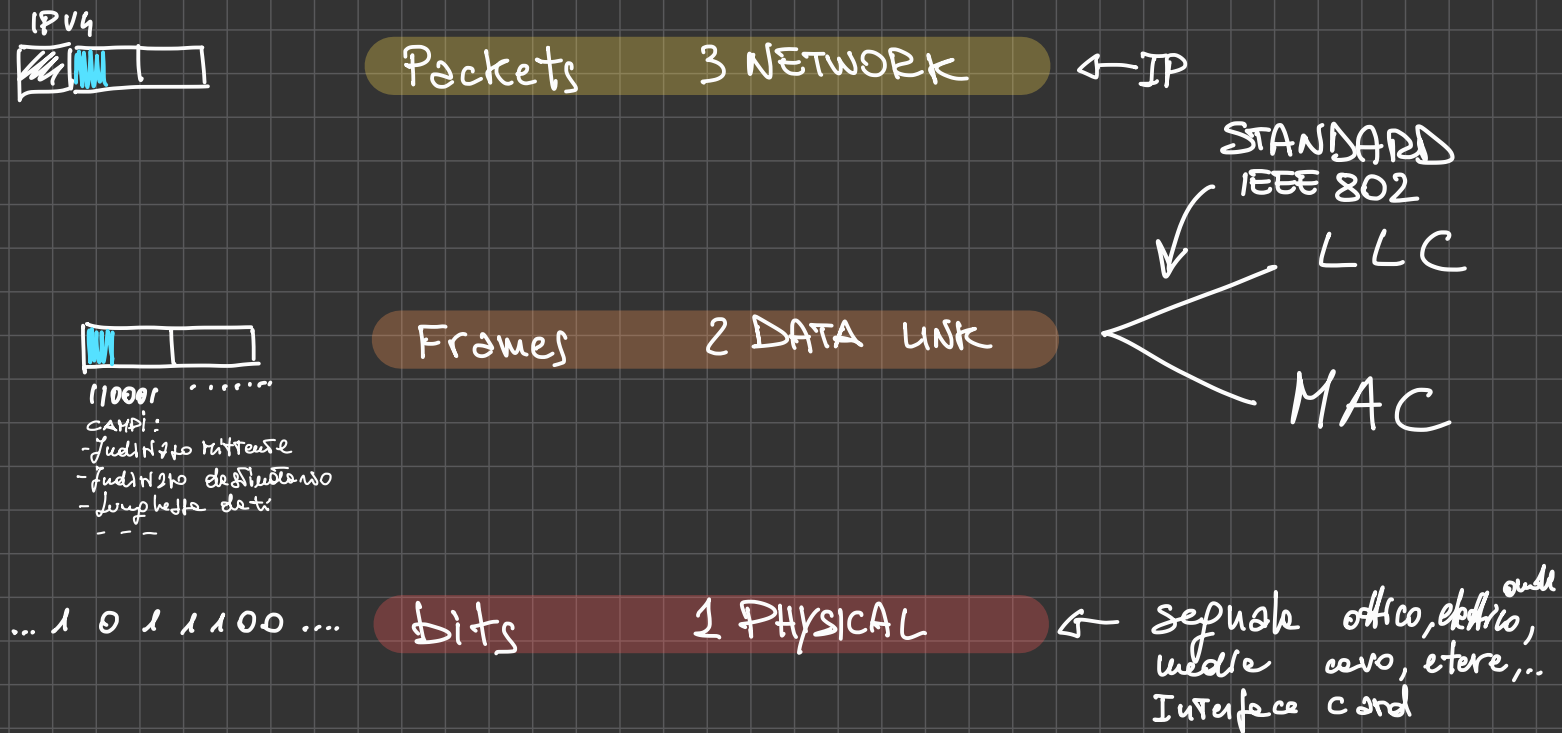 IPV4
Packets 3 NETWORK
IP
STANDARD
IEEE 802
LLC
Frames 2 DATA LINK
MAC
110001 .......
CAMPI:
- Indirizzo mittente
- Indirizzo destinatario
- Lunghezza dati
- - -
... 1 0 1 1 1 0 0 ....
bits 1 PHYSICAL
segnale ottico, elettrico, onde
media cavo, etere,...
Interface card